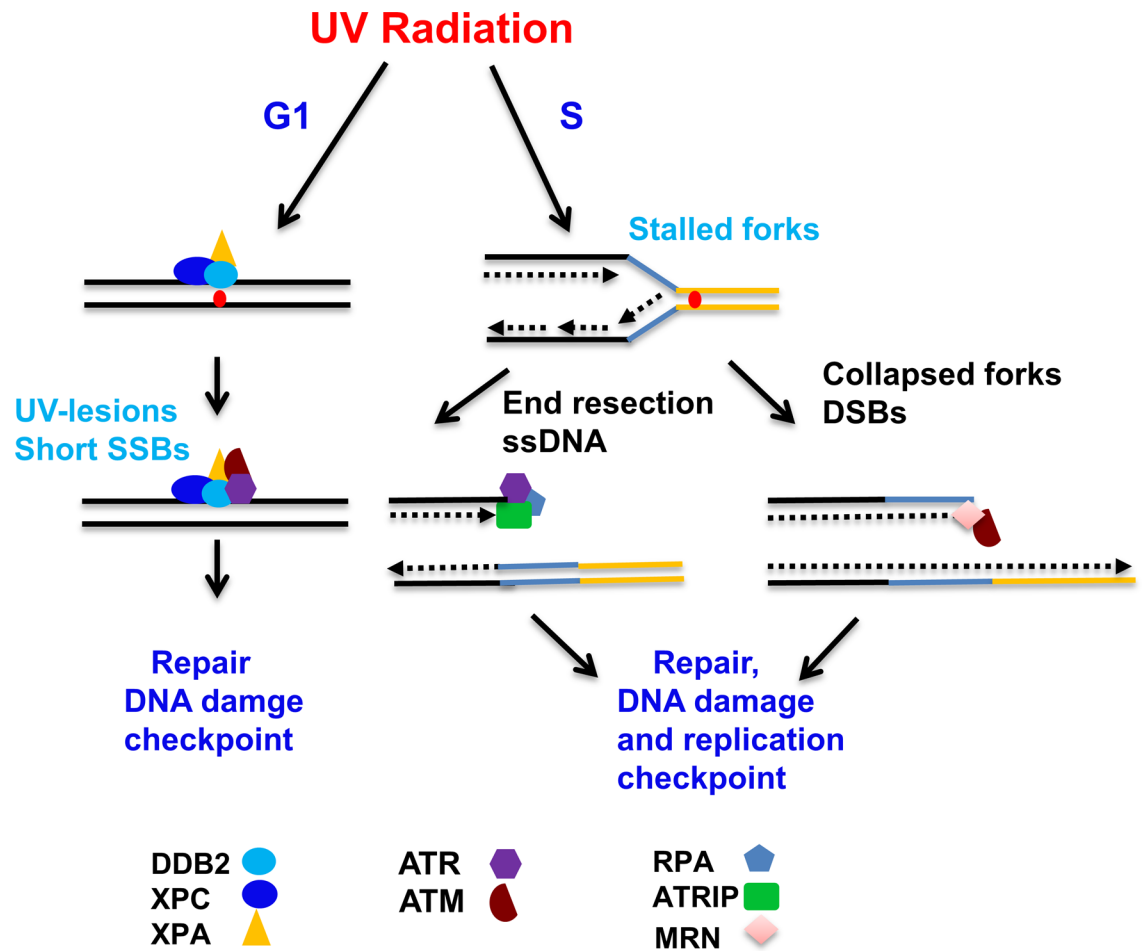 UV Radiation
G1
S
Stalled forks
UV-lesions
Short SSBs
End resection
ssDNA
Collapsed forks
DSBs
Repair
DNA damge
checkpoint
Repair,
DNA damage
and replication
checkpoint
DDB2
XPC
XPA
ATR
ATM
RPA
ATRIP
MRN